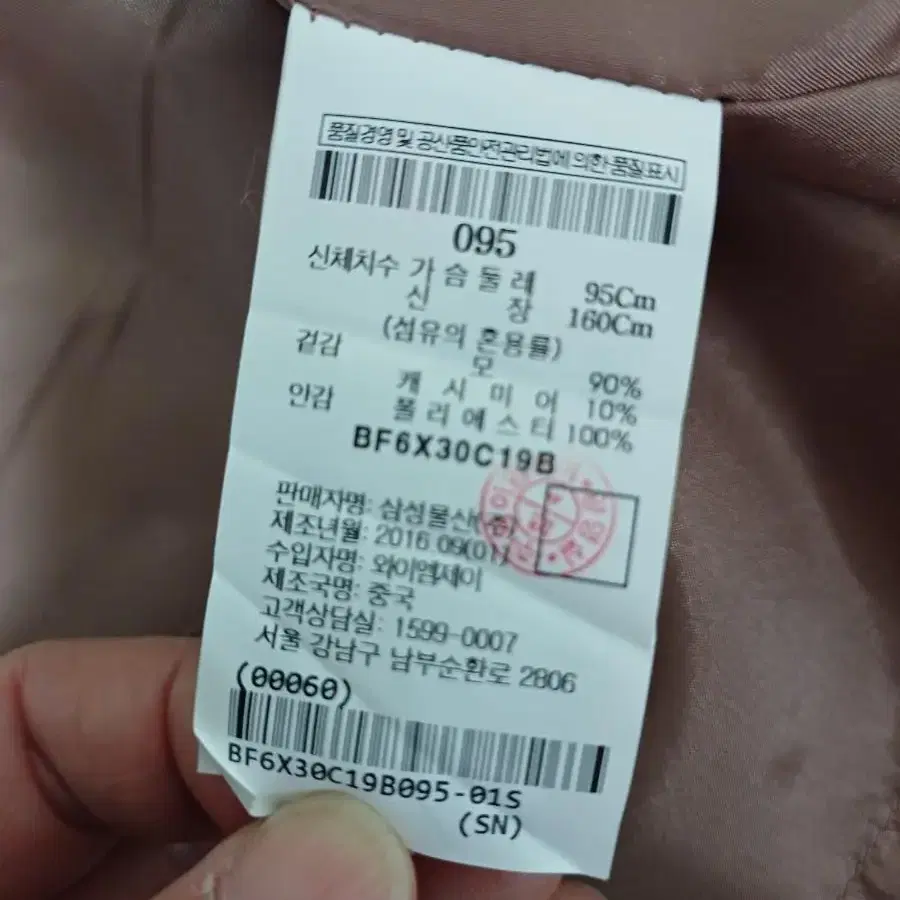 품질경영 및 공산품안전관리법에 의한 품질표시
095
신체치수 가슴둘레 95Cm
신 장 160Cm
(섬유의 혼용률)
겉감 모 90%
캐시미어 10%
안감 폴리에스터 100%
BF6X30C19B
판매자명: 삼성물산(주)
제조년월: 2016 09(01)
수입자명: 와이엠제이
제조국명: 중국
고객상담실: 1599-0007
서울 강남구 남부순환로 2806
(00060)
BF6X30C19B095-01S
(SN)